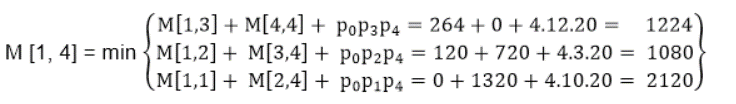 M[1,3] + M[4,4] + p₀p₃p₄ = 264 + 0 + 4.12.20 = 1224
M [1, 4] = min { M[1,2] + M[3,4] + p₀p₂p₄ = 120 + 720 + 4.3.20 = 1080 }
M[1,1] + M[2,4] + p₀p₁p₄ = 0 + 1320 + 4.10.20 = 2120